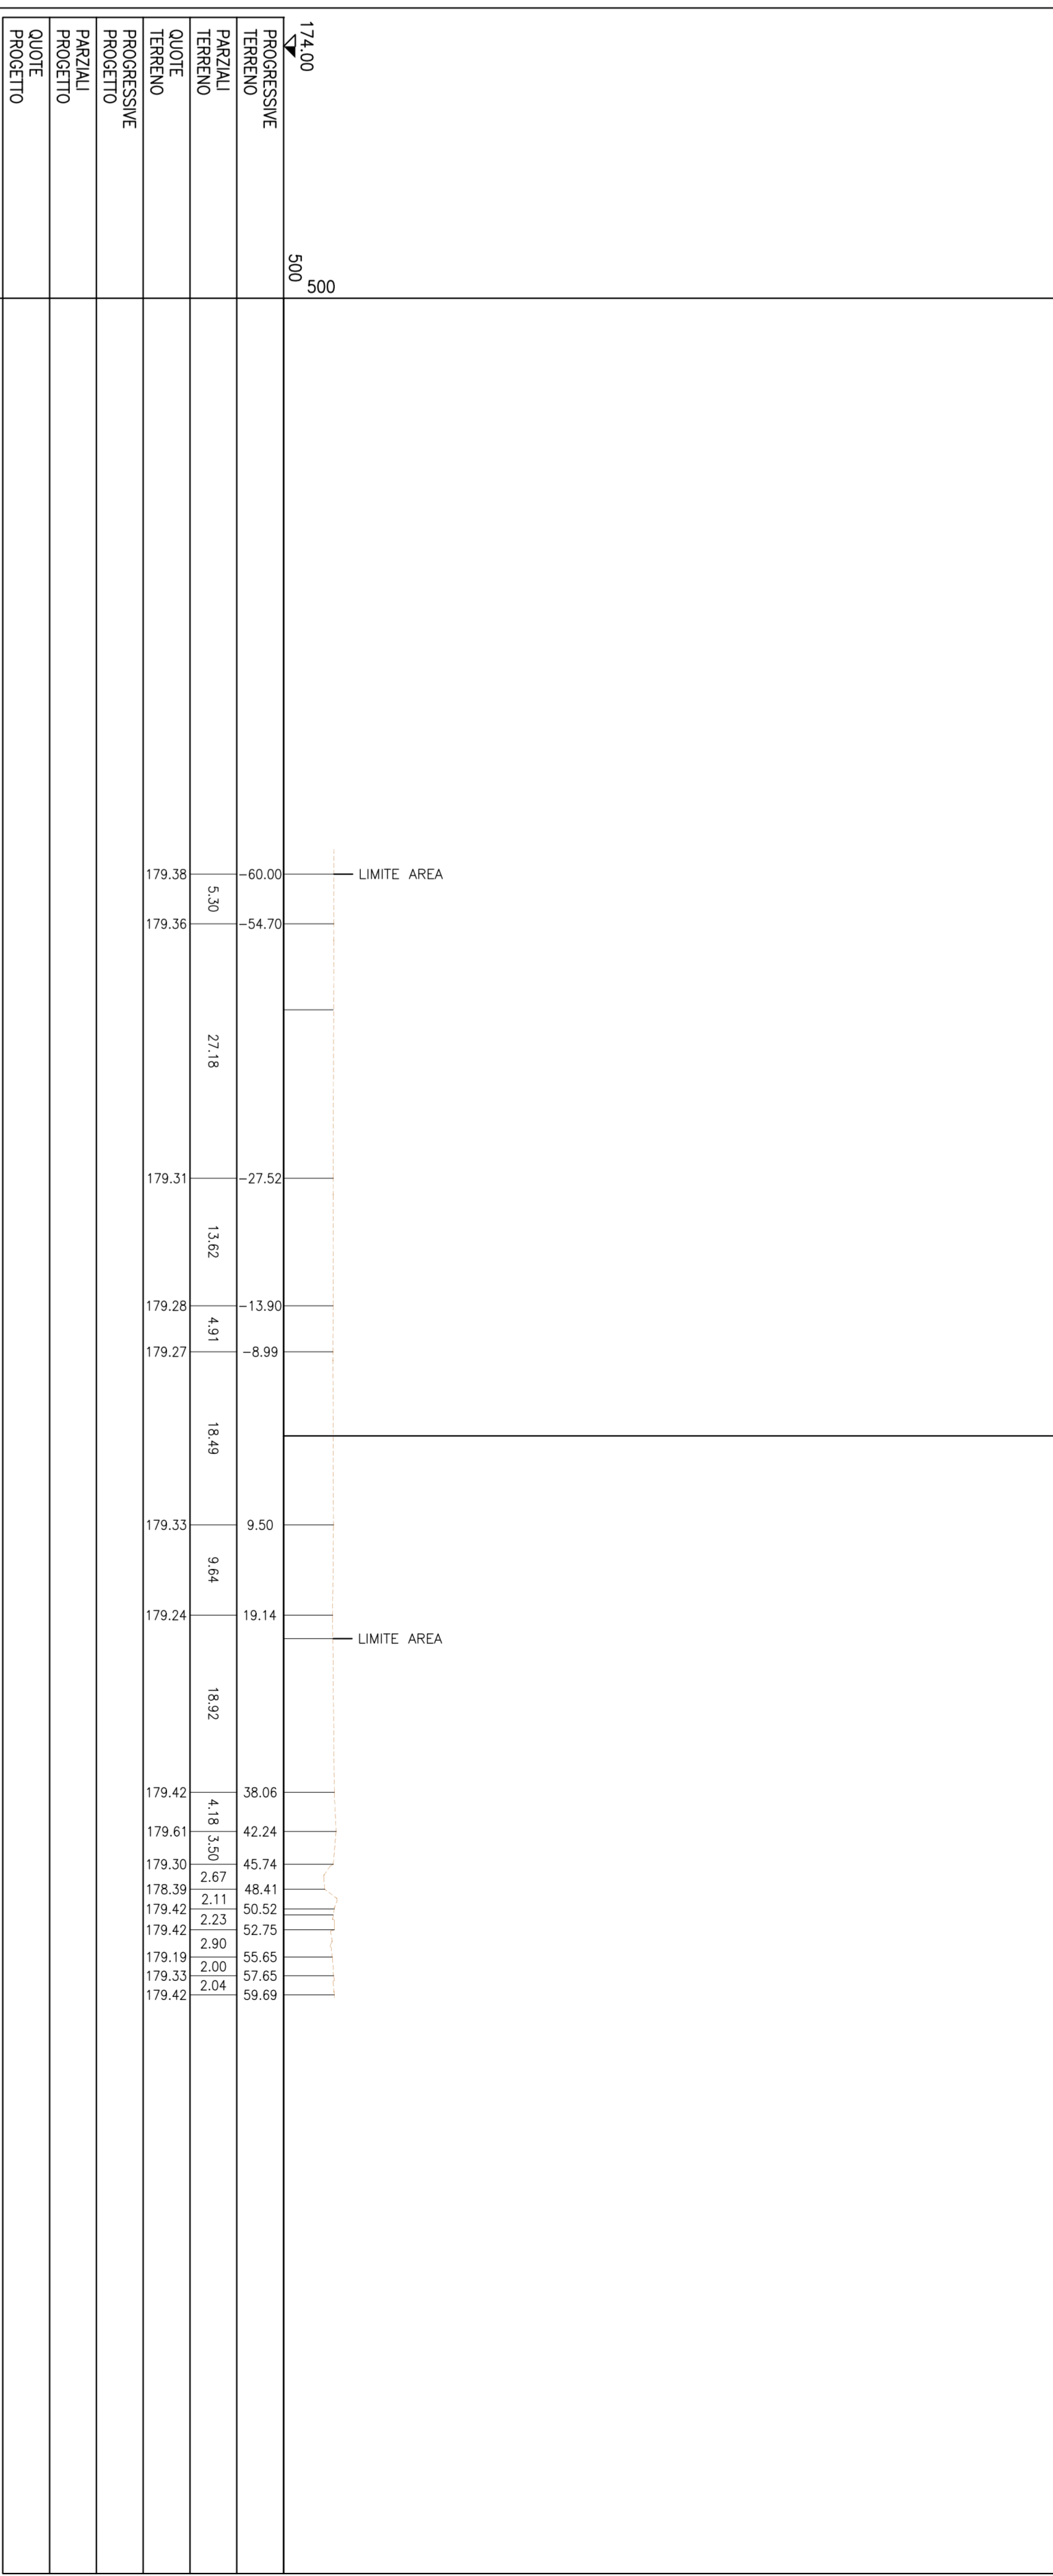 174.00
500
500
PROGRESSIVE
TERRENO
PARZIALI
TERRENO
QUOTE
TERRENO
PROGRESSIVE
PROGETTO
PARZIALI
PROGETTO
QUOTE
PROGETTO
179.38 -60.00 LIMITE AREA
5.30
179.36 -54.70
27.18
179.31 -27.52
13.62
179.28 -13.90
4.91
179.27 -8.99
18.49
179.33 9.50
9.64
179.24 19.14
LIMITE AREA
18.92
179.42 38.06
4.18
179.61 42.24
3.50
179.30 45.74
2.67
178.39 48.41
2.11
179.42 50.52
2.23
179.42 52.75
2.90
179.19 55.65
2.00
179.33 57.65
2.04
179.42 59.69